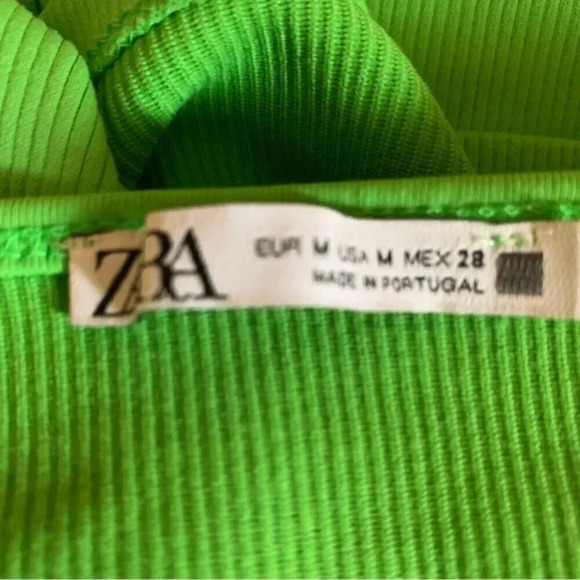 ZARA
EUR M USA M MEX 28
MADE IN PORTUGAL